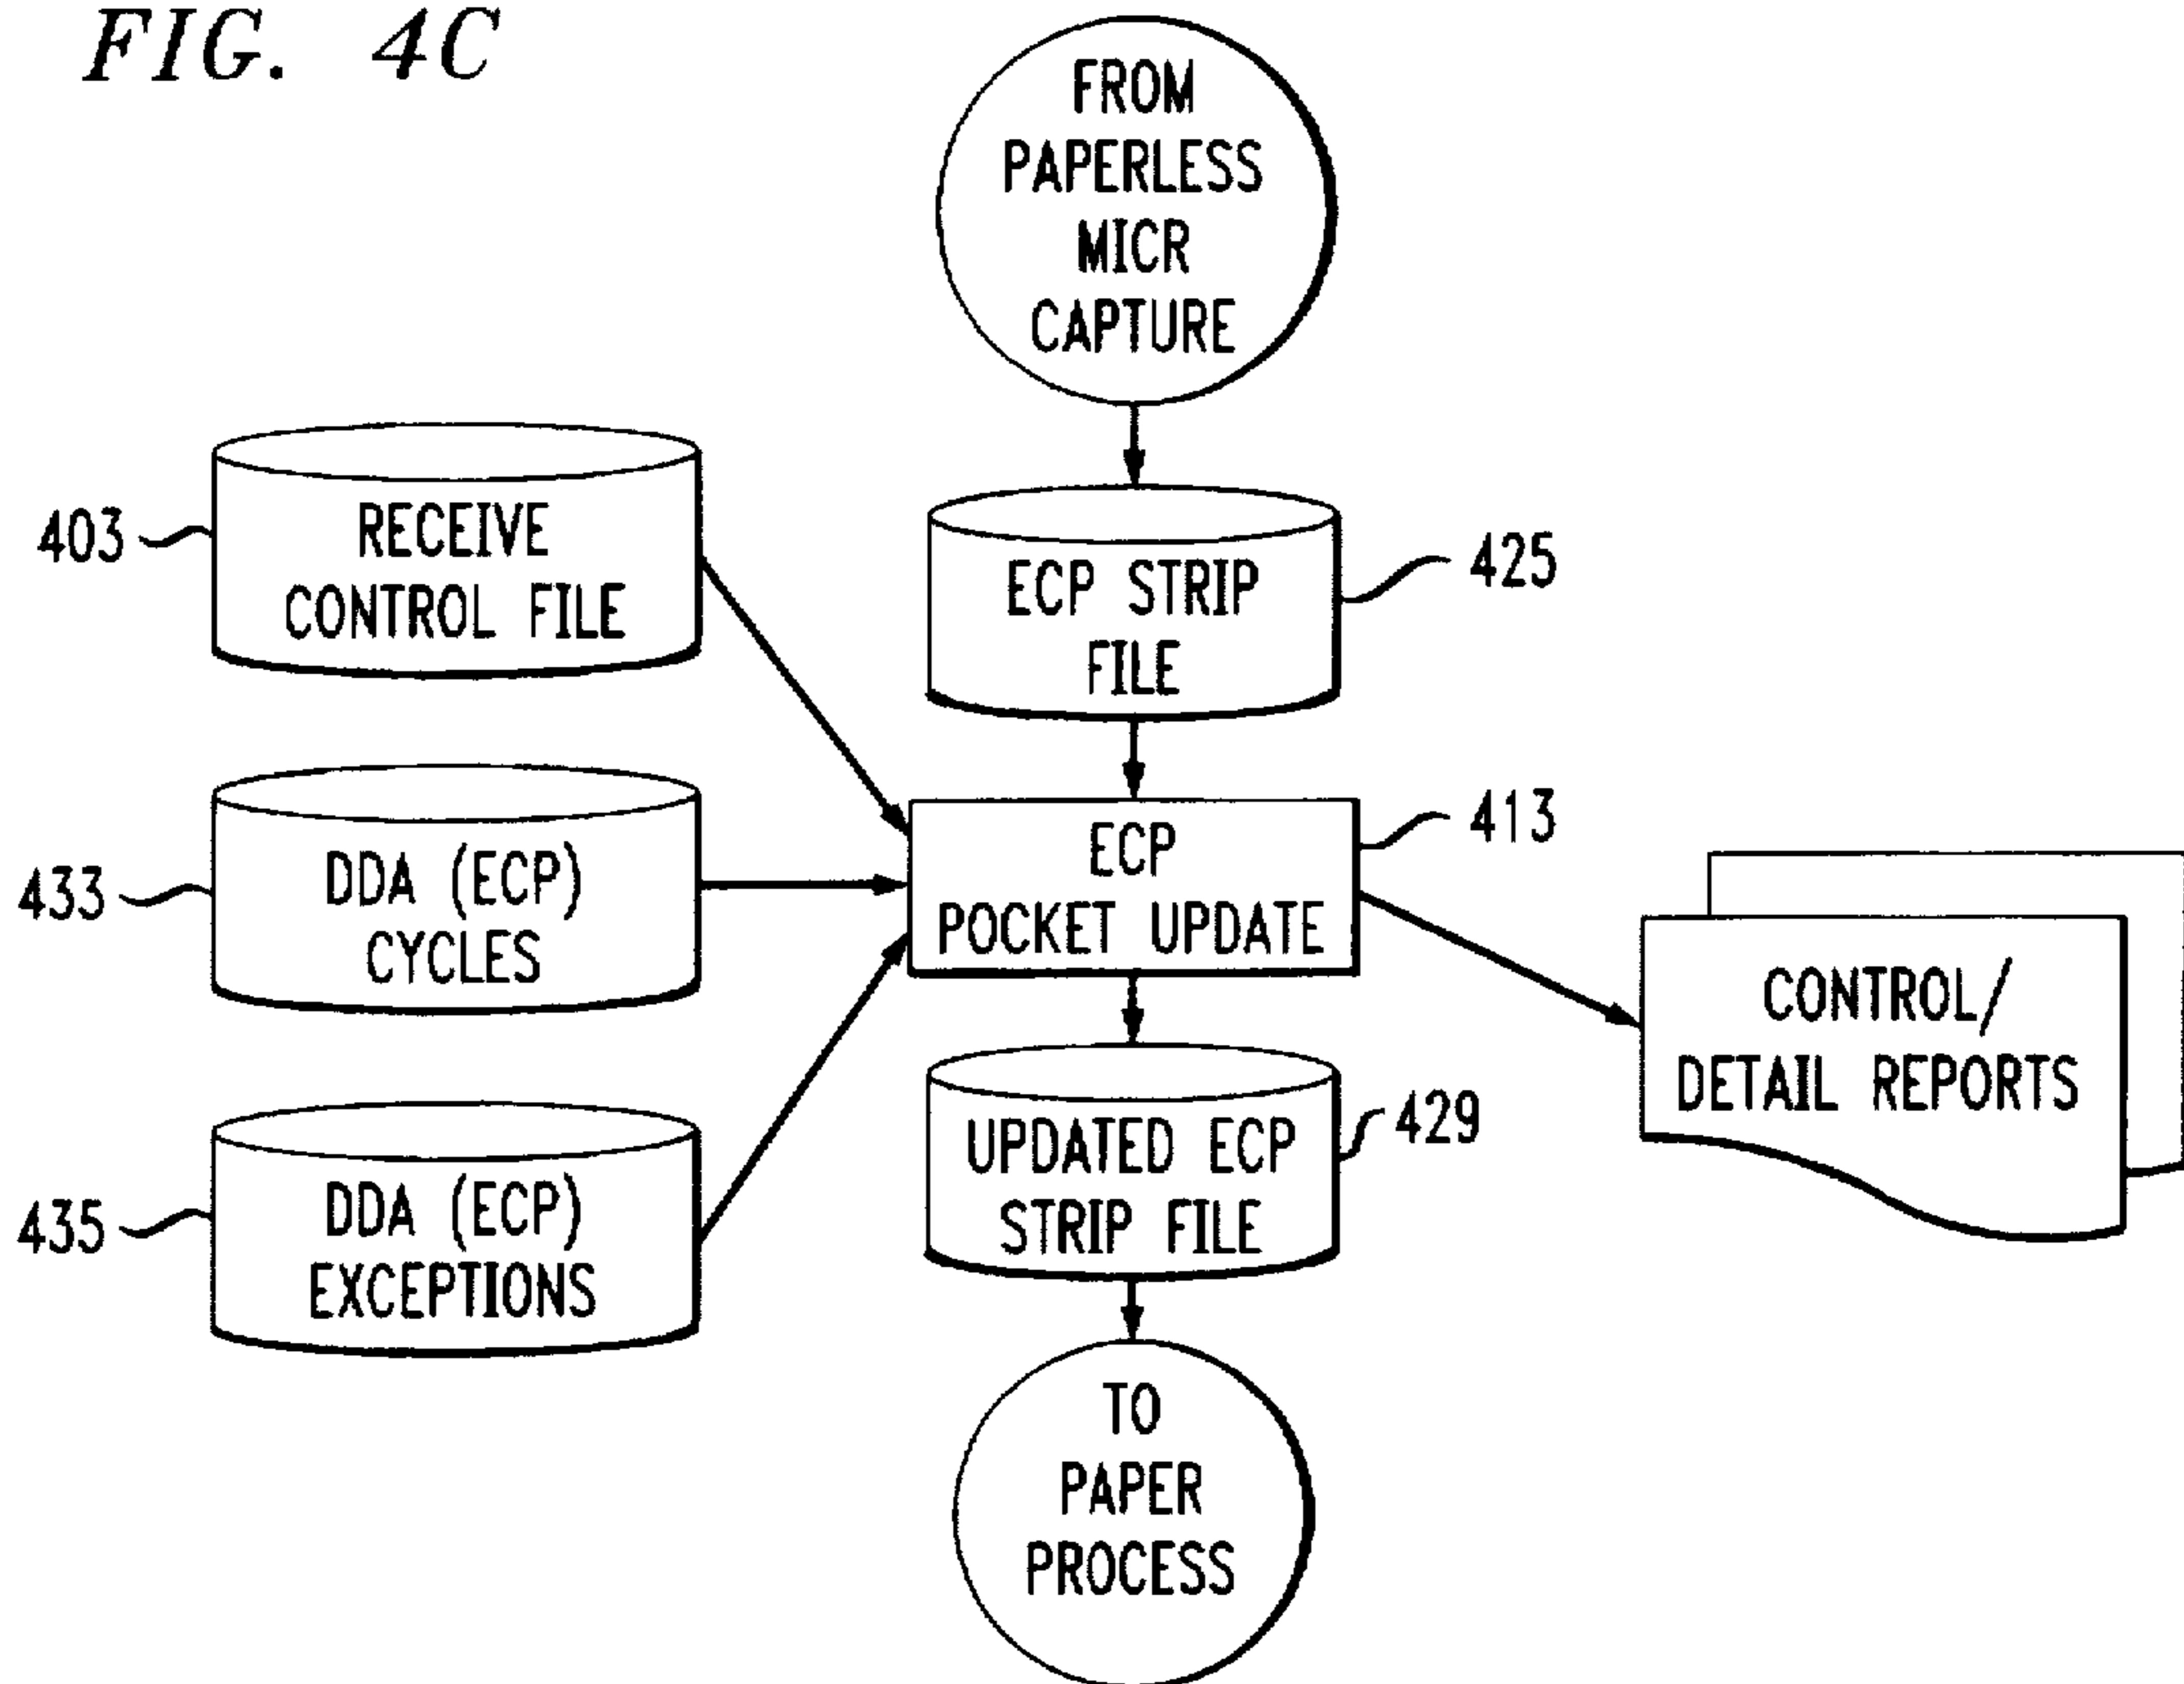 FIG. 4C
FROM
PAPERLESS
MICR
CAPTURE
403
RECEIVE
CONTROL FILE
ECP STRIP
FILE
425
433
DDA (ECP)
CYCLES
ECP
POCKET UPDATE
413
CONTROL/
DETAIL REPORTS
435
DDA (ECP)
EXCEPTIONS
UPDATED ECP
STRIP FILE
429
TO
PAPER
PROCESS